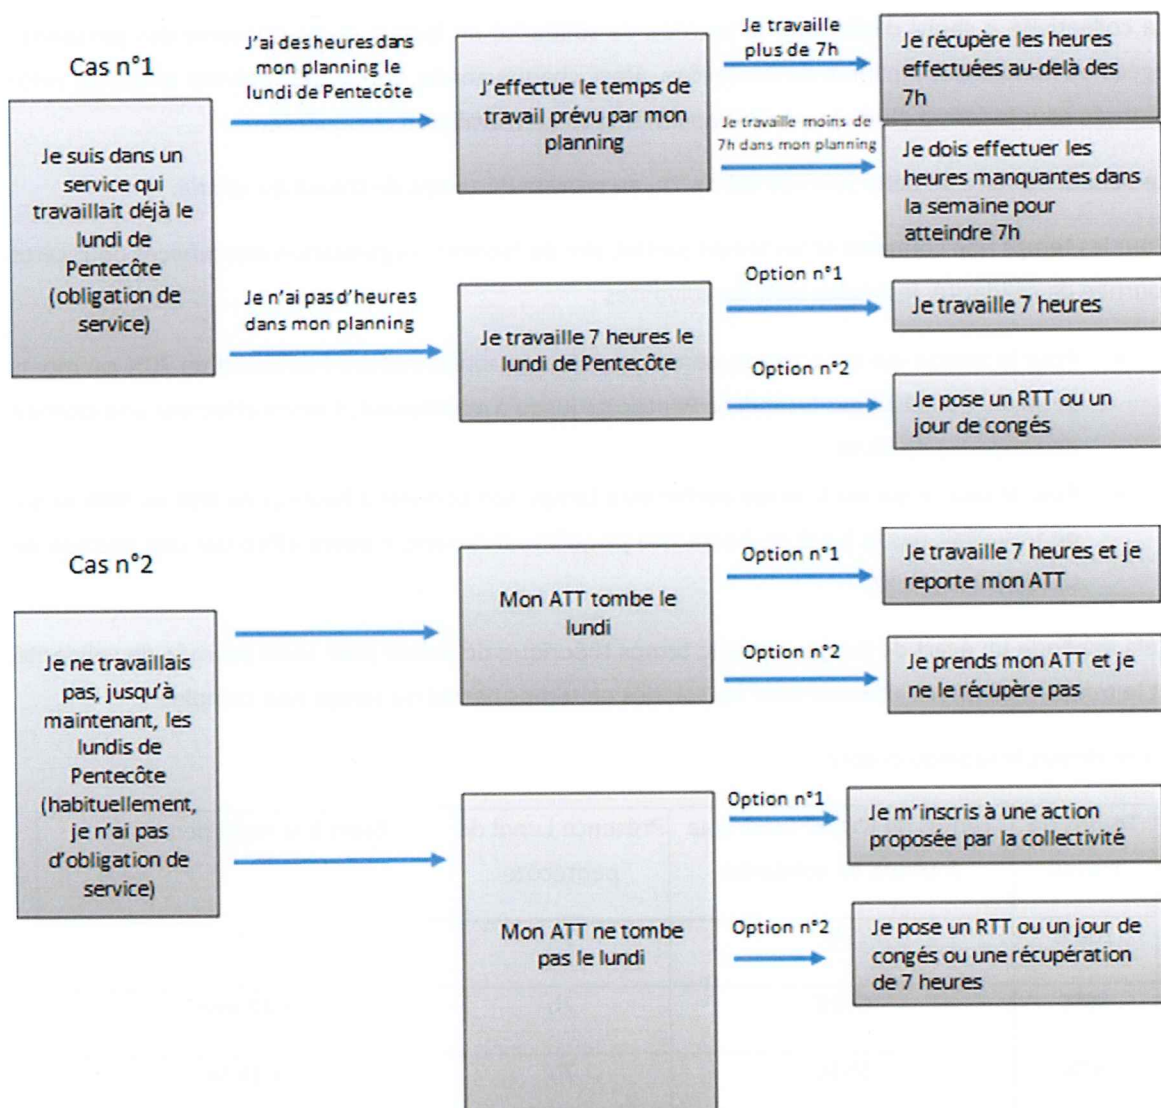 Cas n°1
Je suis dans un
service qui
travaillait déjà le
lundi de
Pentecôte
(obligation de
service)
J'ai des heures dans
mon planning le
lundi de Pentecôte
J'effectue le temps de
travail prévu par mon
planning
Je travaille
plus de 7h
Je récupère les heures
effectuées au-delà des
7h
Je travaille moins de
7h dans mon planning
Je dois effectuer les
heures manquantes dans
la semaine pour
atteindre 7h
Je n'ai pas d'heures
dans mon planning
Je travaille 7 heures le
lundi de Pentecôte
Option n°1
Je travaille 7 heures
Option n°2
Je pose un RTT ou un
jour de congés
Cas n°2
Je ne travaillais
pas, jusqu'à
maintenant, les
lundis de
Pentecôte
(habituellement,
je n'ai pas
d'obligation de
service)
Mon ATT tombe le
lundi
Option n°1
Je travaille 7 heures et je
reporte mon ATT
Option n°2
Je prends mon ATT et je
ne le récupère pas
Mon ATT ne tombe
pas le lundi
Option n°1
Je m'inscris à une action
proposée par la collectivité
Option n°2
Je pose un RTT ou un jour de
congés ou une récupération
de 7 heures